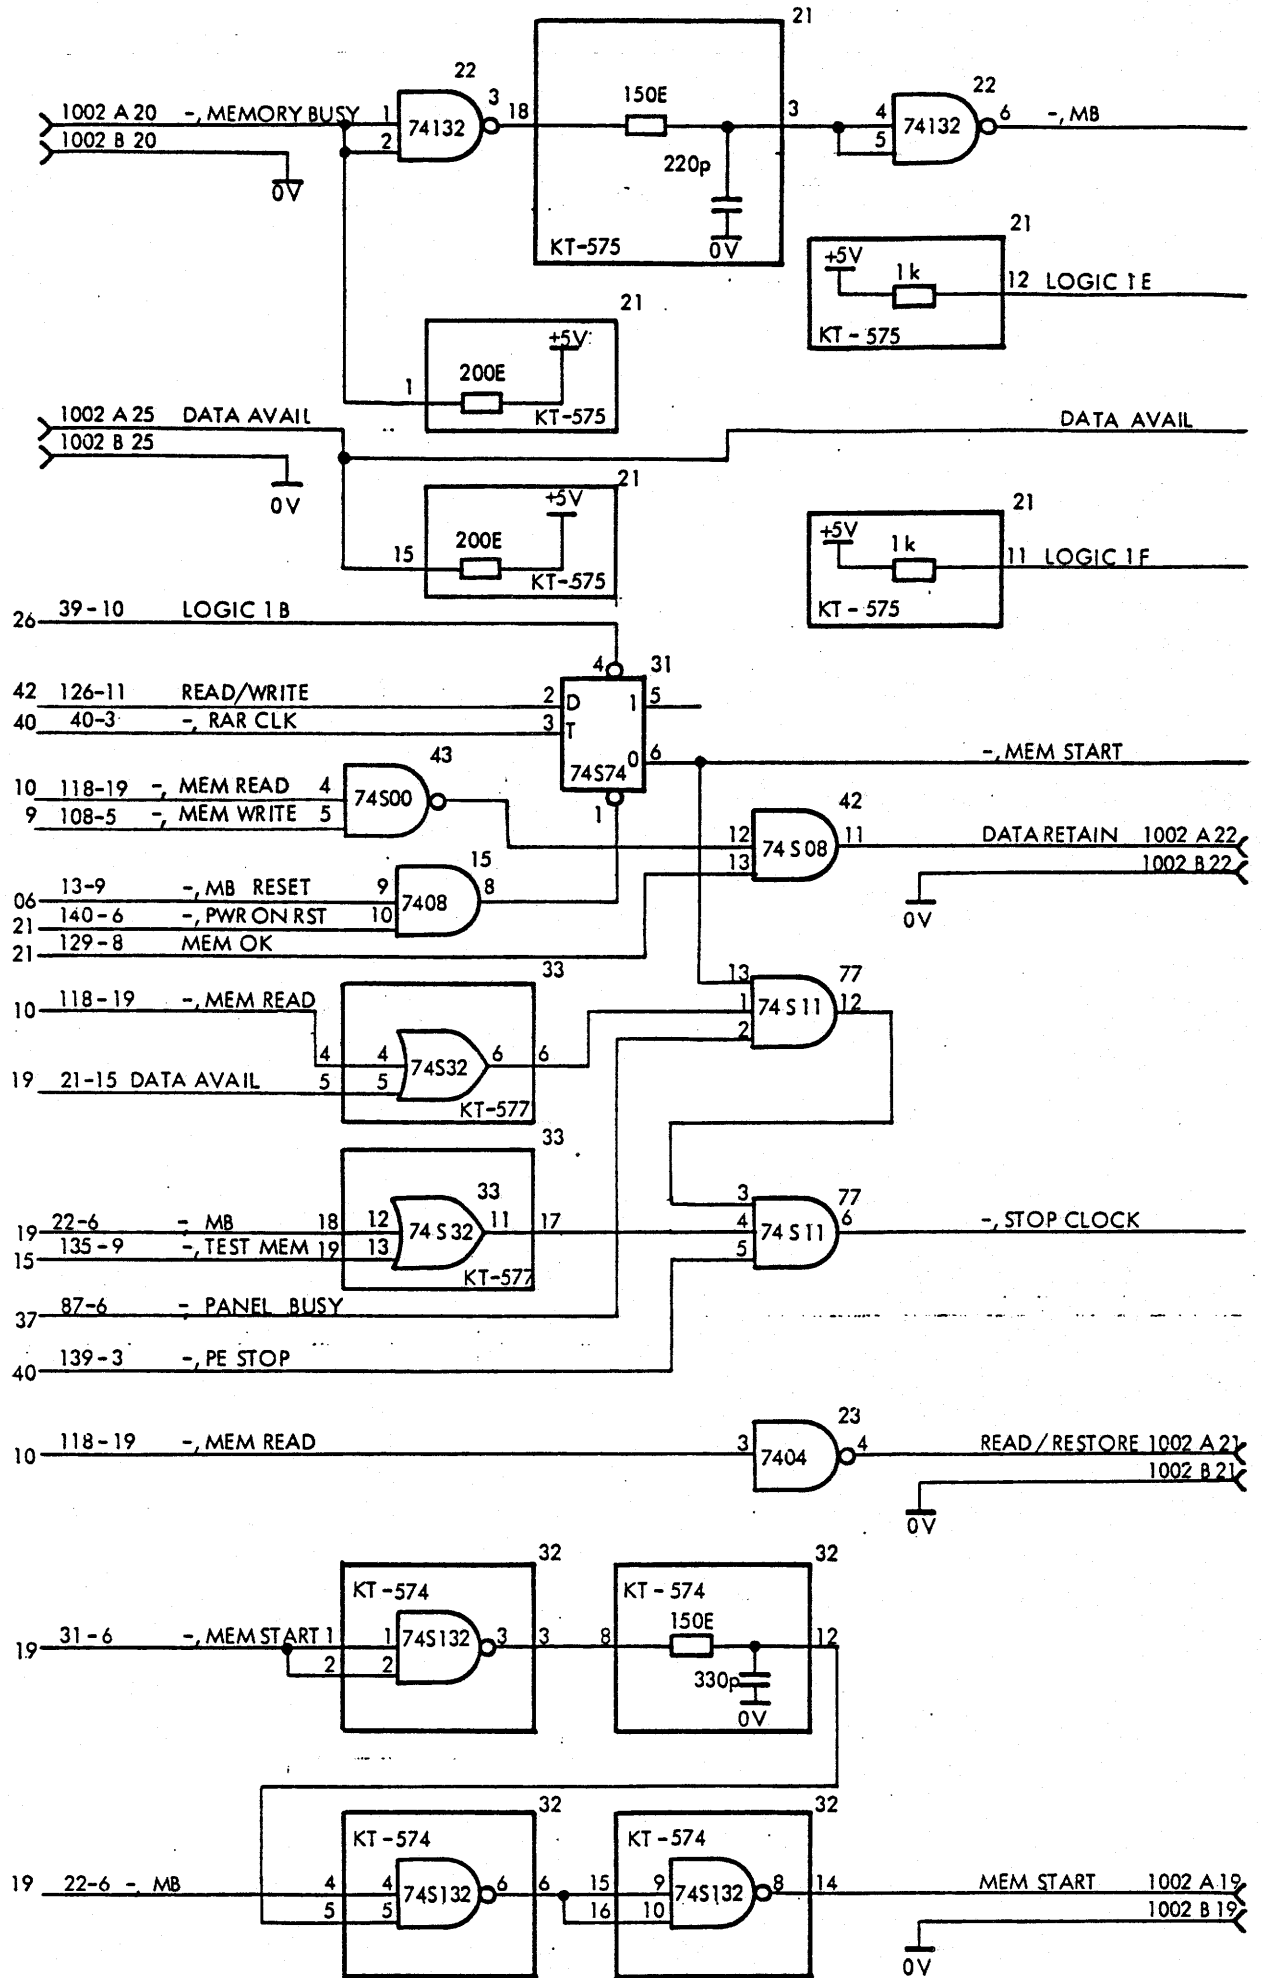 21
22
1002 A 20 -, MEMORY BUSY 1 74132 3 18 150E 3 4 74132 6 -, MB
22
1002 B 20 2 5
220p
0V
0V
KT-575
21
+5V
1k
12 LOGIC 1E
KT-575
21
+5V
200E
1
KT-575
1002 A 25 DATA AVAIL
DATA AVAIL
1002 B 25
0V
21
+5V
200E
15
KT-575
21
+5V
1k
11 LOGIC 1F
KT-575
26 39-10 LOGIC 1B
4 31
42 126-11 READ/WRITE 2 D 1 5
40 40-3 -, RAR CLK 3 T
0 6 -, MEM START
74S74
1
43
10 118-19 -, MEM READ 4
74S00
9 108-5 -, MEM WRITE 5
42
12 74S08 11 DATA RETAIN 1002 A 22
13 1002 B 22
0V
15
06 13-9 -, MB RESET 9
7408 8
21 140-6 -, PWR ON RST 10
21 129-8 MEM OK
33
77
13
10 118-19 -, MEM READ
1 74S11 12
2
4 4 74S32 6 6
19 21-15 DATA AVAIL 5 5
KT-577
33
33
77
3
19 22-6 -, MB 18 12 74S32 11 17 4 74S11 6 -, STOP CLOCK
15 135-9 -, TEST MEM 19 13 5
KT-577
37 87-6 -, PANEL BUSY
40 139-3 -, PE STOP
23
10 118-19 -, MEM READ 3 7404 4 READ/RESTORE 1002 A 21
1002 B 21
0V
32 32
KT-574 KT-574
150E
19 31-6 -, MEM START 1 1 74S132 3 3 8 12
2 2
330p
0V
32 32
KT-574 KT-574
19 22-6 -, MB 4 4 74S132 6 6 15 9 74S132 8 14 MEM START 1002 A 19
5 5 16 10 1002 B 19
0V